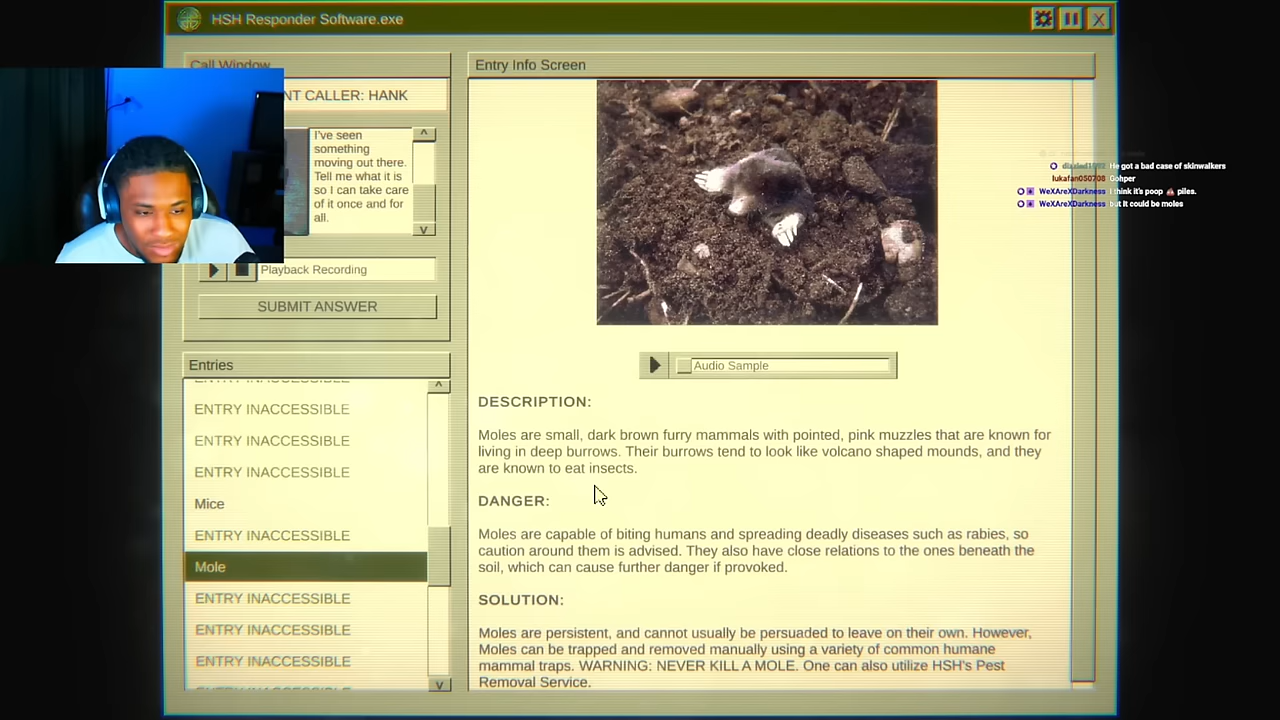 HSH Responder Software.exe
X
Call Window
NT CALLER: HANK
I've seen
something
moving out there.
Tell me what it is
so I can take care
of it once and for
all.
Playback Recording
SUBMIT ANSWER
Entries
ENTRY INACCESSIBLE
ENTRY INACCESSIBLE
ENTRY INACCESSIBLE
ENTRY INACCESSIBLE
Mice
ENTRY INACCESSIBLE
Mole
ENTRY INACCESSIBLE
ENTRY INACCESSIBLE
ENTRY INACCESSIBLE
Entry Info Screen
Audio Sample
DESCRIPTION:
Moles are small, dark brown furry mammals with pointed, pink muzzles that are known for
living in deep burrows. Their burrows tend to look like volcano shaped mounds, and they
are known to eat insects.
DANGER:
Moles are capable of biting humans and spreading deadly diseases such as rabies, so
caution around them is advised. They also have close relations to the ones beneath the
soil, which can cause further danger if provoked.
SOLUTION:
Moles are persistent, and cannot usually be persuaded to leave on their own. However,
Moles can be trapped and removed manually using a variety of common humane
mammal traps. WARNING: NEVER KILL A MOLE. One can also utilize HSH's Pest
Removal Service.
He got a bad case of skinwalkers
lukafan050708 Gohper
WeXAreXDarkness I think it's poop 💩 piles.
WeXAreXDarkness but It could be moles